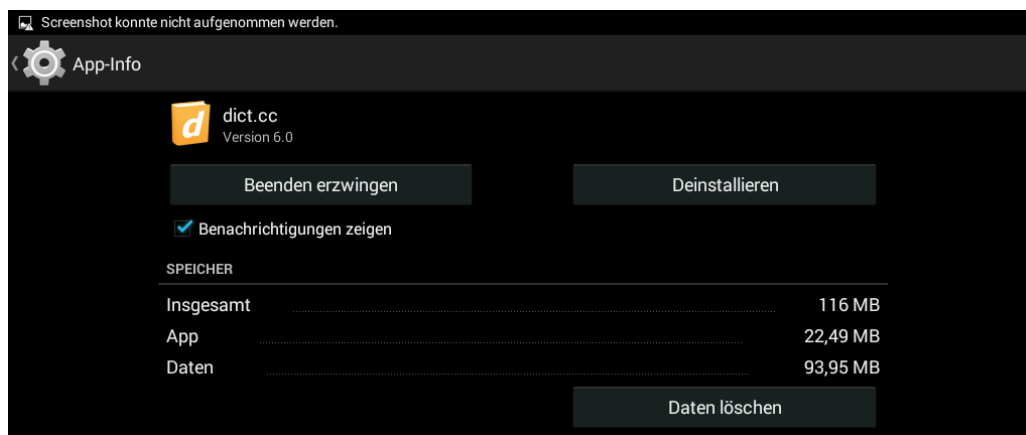 Screenshot konnte nicht aufgenommen werden.
App-Info
d
dict.cc
Version 6.0
Beenden erzwingen
Deinstallieren
Benachrichtigungen zeigen
SPEICHER
Insgesamt 116 MB
App 22,49 MB
Daten 93,95 MB
Daten löschen